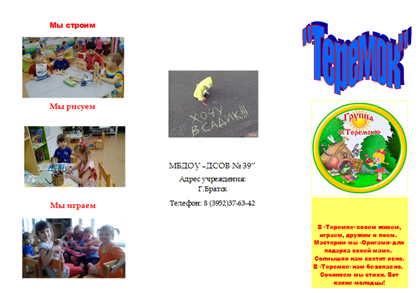 Мы строим
Мы рисуем
Мы играем
ХОЧУ
В САДИК!!!
МБДОУ «ДСОВ № 39”
Адрес учреждения:
Г.Братск
Телефон: 8 (3952)37-63-42
"Теремок"
Группа
«Теремок»
В «Теремке» своем живем,
играем, дружим и поем.
Мастерим мы «Оригами» для
подарка своей маме.
Солнышко нам светит ясно.
В «Теремке» нам безопасно.
Сочиняем мы стихи. Вот
какие молодцы!